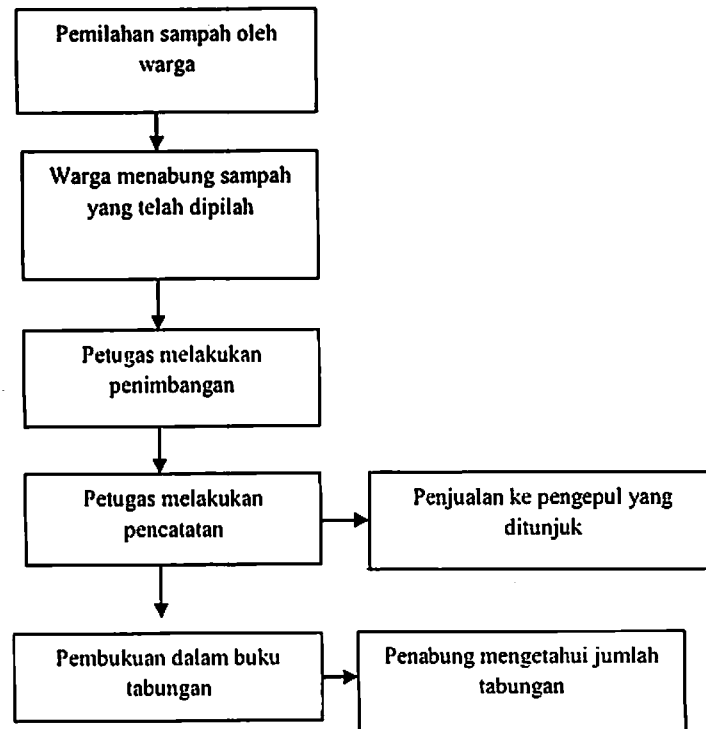 Pemilahan sampah oleh
warga
Warga menabung sampah
yang telah dipilah
Petugas melakukan
penimbangan
Petugas melakukan
pencatatan
Penjualan ke pengepul yang
ditunjuk
Pembukuan dalam buku
tabungan
Penabung mengetahui jumlah
tabungan